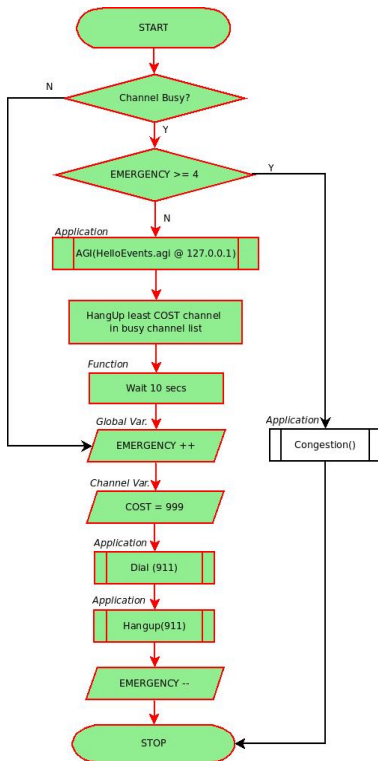 START
N
Channel Busy?
Y
EMERGENCY >= 4
Y
N
Application
AGI(HelloEvents.agi @ 127.0.0.1)
HangUp least COST channel
in busy channel list
Function
Wait 10 secs
Global Var.
EMERGENCY ++
Application
Congestion()
Channel Var.
COST = 999
Application
Dial (911)
Application
Hangup(911)
EMERGENCY --
STOP